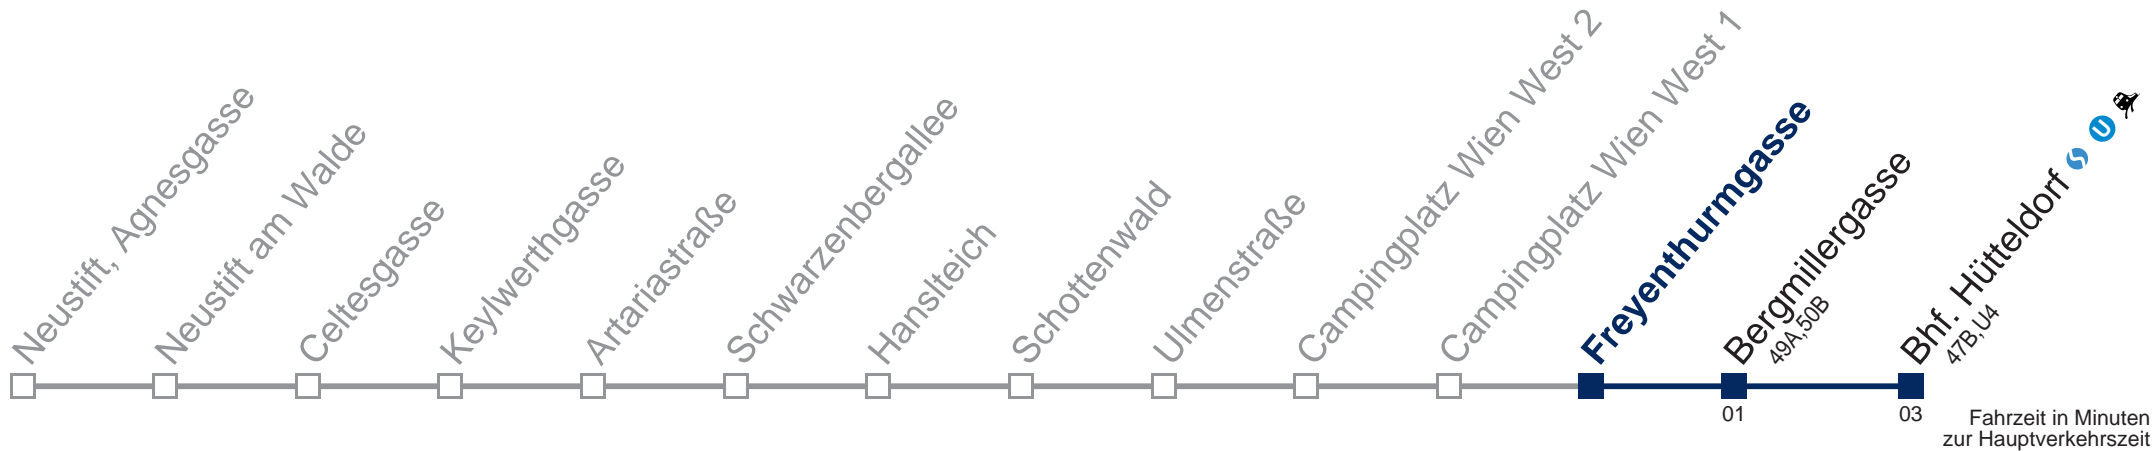 Neustift, Agnesgasse
Neustift am Walde
Celtesgasse
Keylwerthgasse
Artariastraße
Schwarzenbergallee
Hanslteich
Schottenwald
Ulmenstraße
Campingplatz Wien West 2
Campingplatz Wien West 1
Freyenthurmgasse
Bergmillergasse
49A,50B
Bhf. Hütteldorf S U
47B,U4
01
03
Fahrzeit in Minuten
zur Hauptverkehrszeit